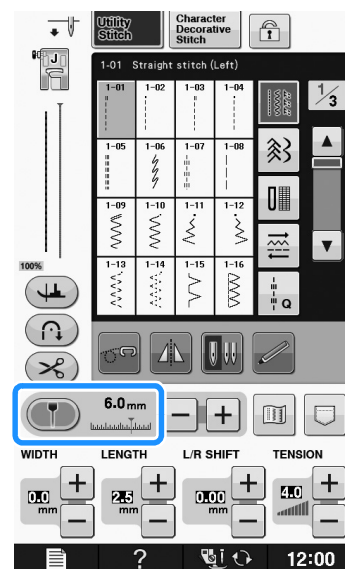 Utility
Stitch
Character
Decorative
Stitch
J
1-01 Straight stitch (Left)
1-01 1-02 1-03 1-04
1/3
1-05 1-06 1-07 1-08
1-09 1-10 1-11 1-12
1-13 1-14 1-15 1-16
Q
100%
6.0 mm
− +
WIDTH LENGTH L/R SHIFT TENSION
0.0 mm + − 2.5 mm + − 0.00 mm + − 4.0 + −
? 12:00